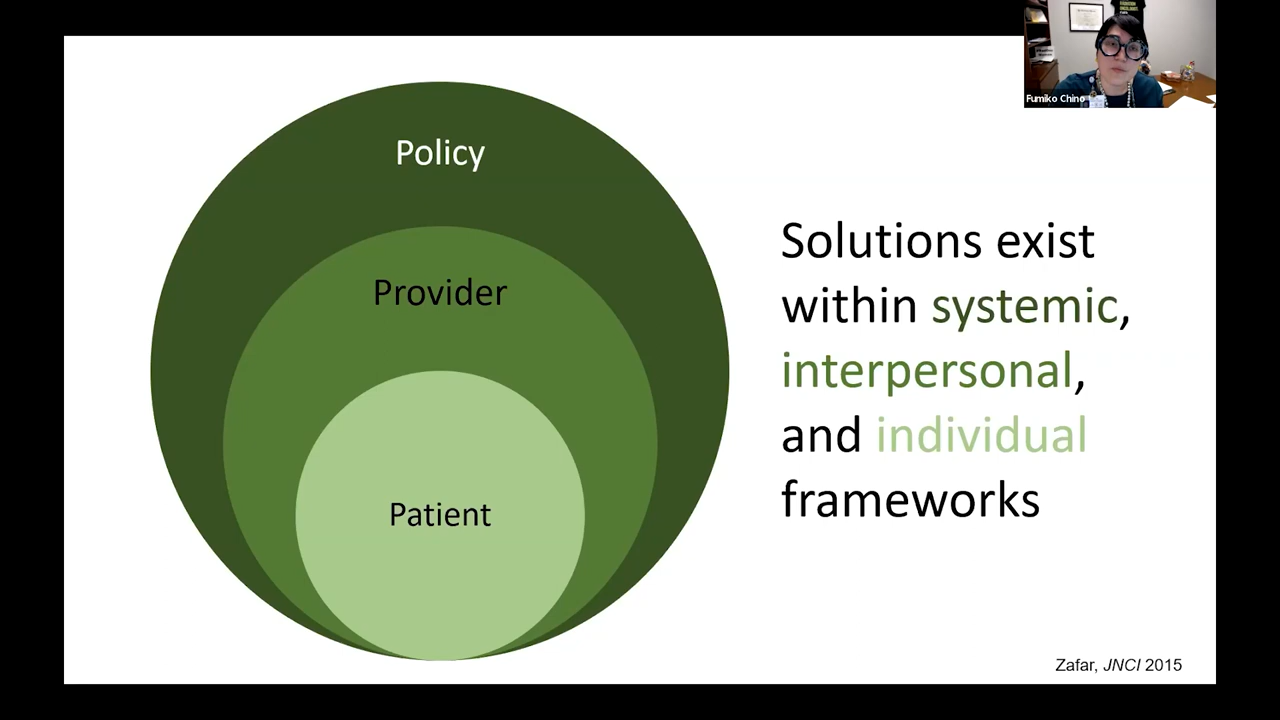 Fumiko Chino
Policy
Provider
Patient
Solutions exist
within systemic,
interpersonal,
and individual
frameworks
Zafar, JNCI 2015